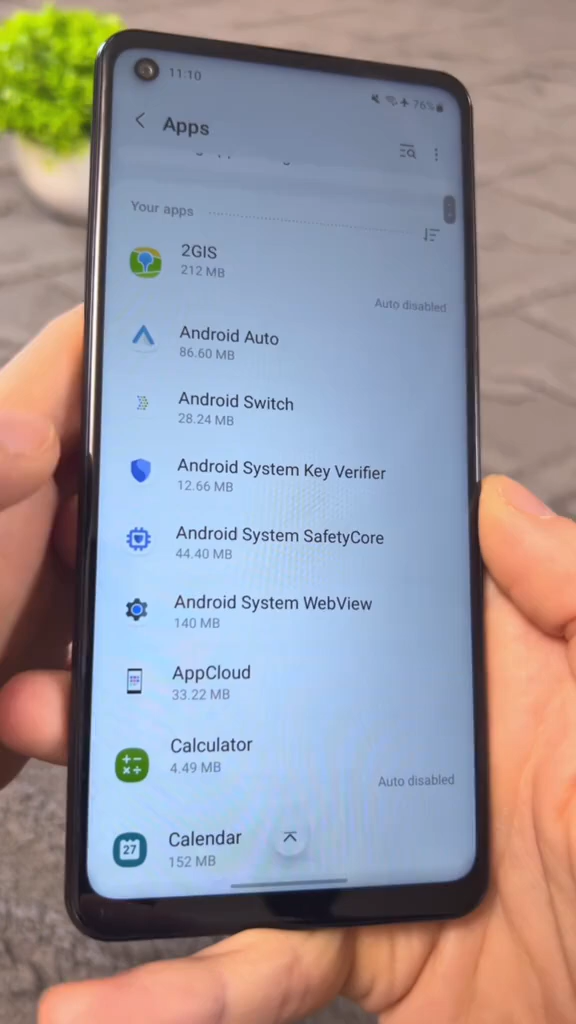 11:10
76%
Apps
Your apps
2GIS
212 MB
Auto disabled
Android Auto
86.60 MB
Android Switch
28.24 MB
Android System Key Verifier
12.66 MB
Android System SafetyCore
44.40 MB
Android System WebView
140 MB
AppCloud
33.22 MB
Calculator
4.49 MB
Auto disabled
27
Calendar
152 MB